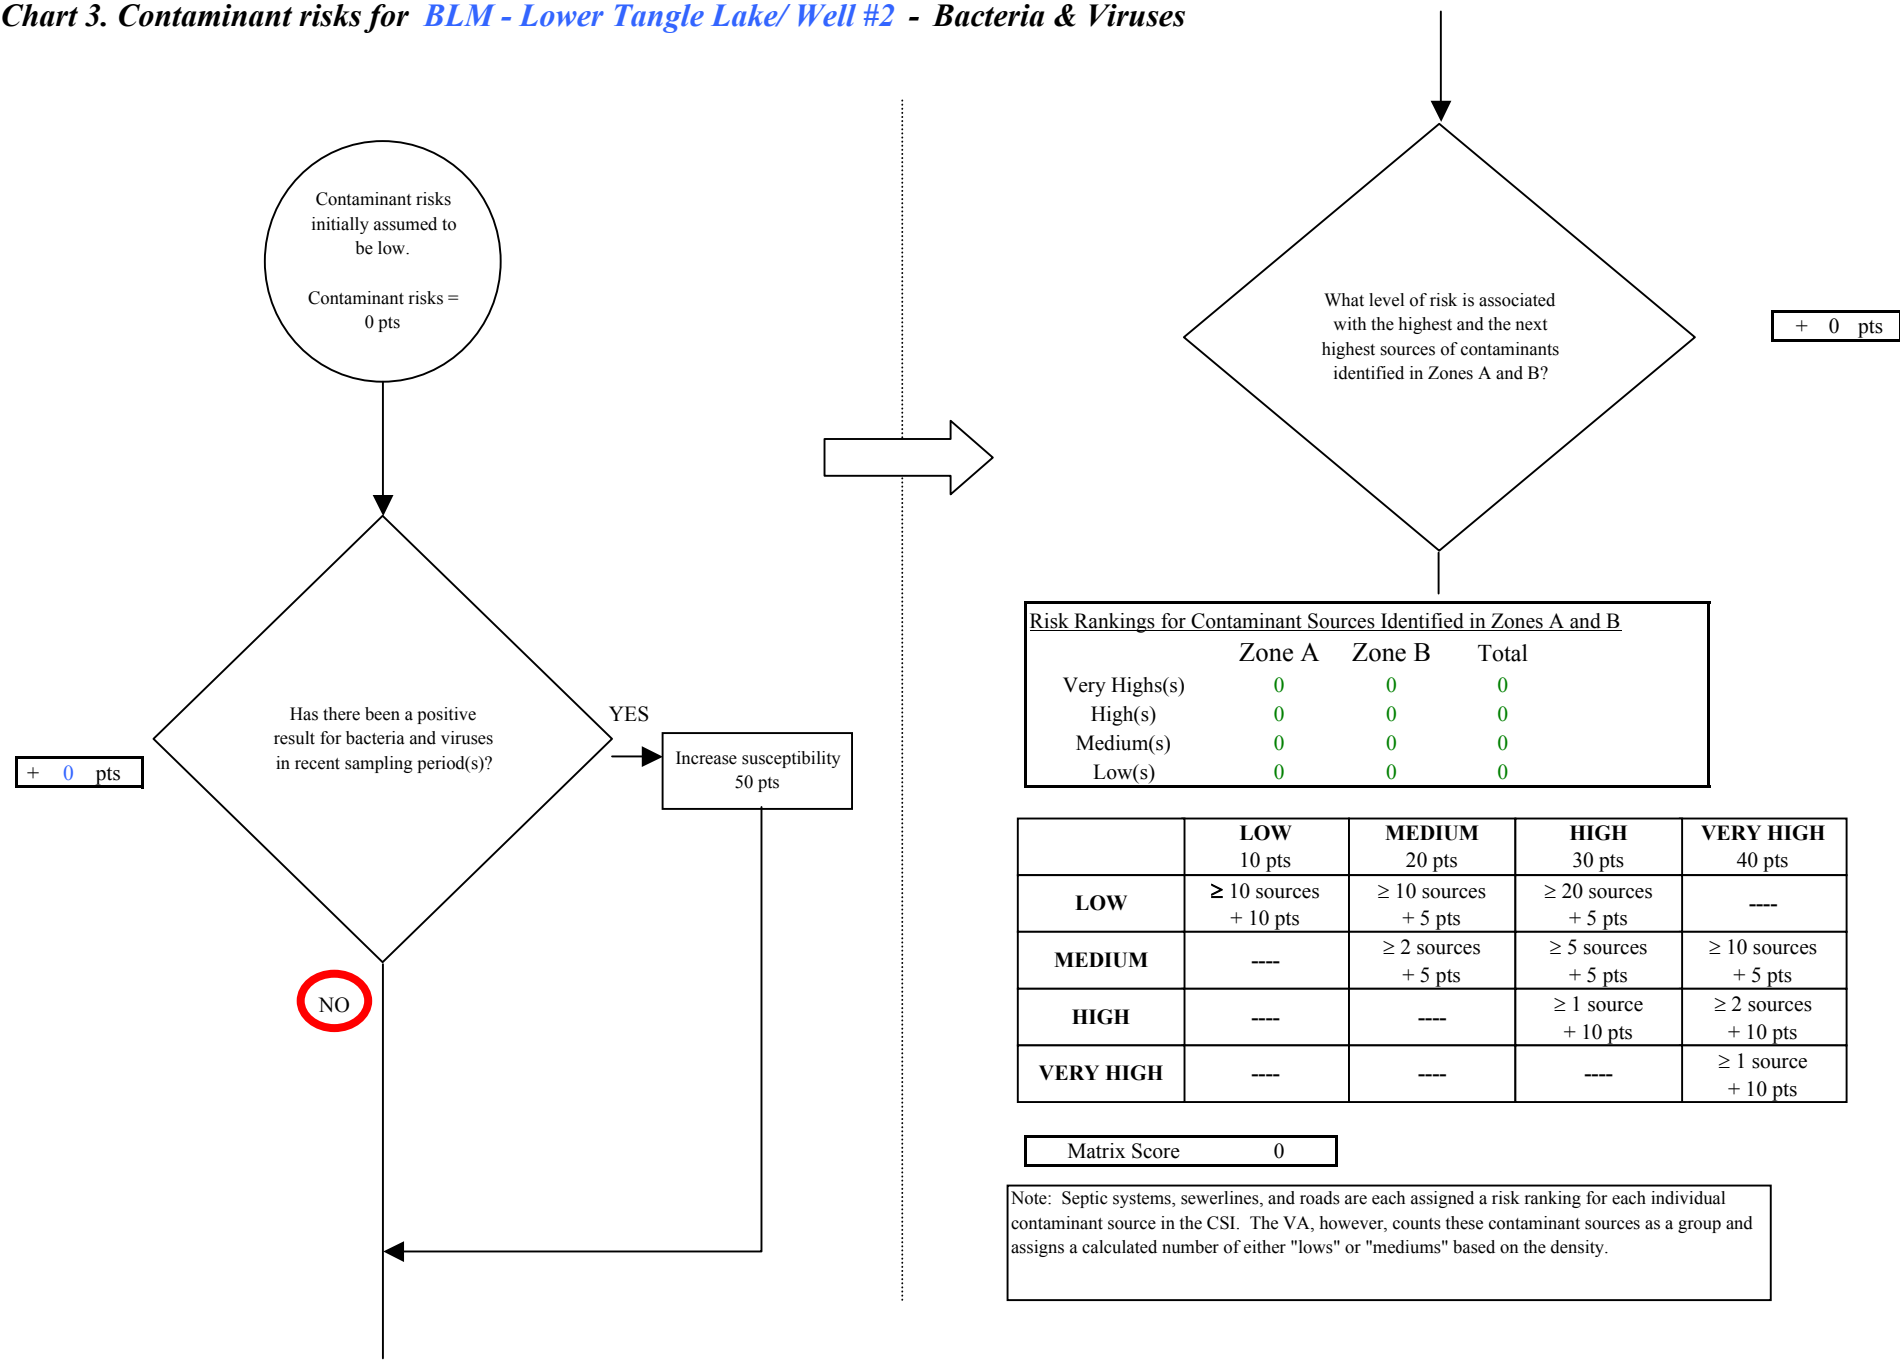 Chart 3. Contaminant risks for BLM - Lower Tangle Lake/ Well #2 - Bacteria & Viruses
Contaminant risks
initially assumed to
be low.
Contaminant risks =
0 pts
Has there been a positive
result for bacteria and viruses
in recent sampling period(s)?
+ 0 pts
YES
Increase susceptibility
50 pts
NO
What level of risk is associated
with the highest and the next
highest sources of contaminants
identified in Zones A and B?
+ 0 pts
Risk Rankings for Contaminant Sources Identified in Zones A and B
Zone A Zone B Total
Very Highs(s) 0 0 0
High(s) 0 0 0
Medium(s) 0 0 0
Low(s) 0 0 0
LOW MEDIUM HIGH VERY HIGH
10 pts 20 pts 30 pts 40 pts
LOW ≥ 10 sources ≥ 10 sources ≥ 20 sources ----
+ 10 pts + 5 pts + 5 pts
MEDIUM ---- ≥ 2 sources ≥ 5 sources ≥ 10 sources
+ 5 pts + 5 pts + 5 pts
HIGH ---- ---- ≥ 1 source ≥ 2 sources
+ 10 pts + 10 pts
VERY HIGH ---- ---- ---- ≥ 1 source
+ 10 pts
Matrix Score 0
Note: Septic systems, sewerlines, and roads are each assigned a risk ranking for each individual
contaminant source in the CSI. The VA, however, counts these contaminant sources as a group and
assigns a calculated number of either "lows" or "mediums" based on the density.